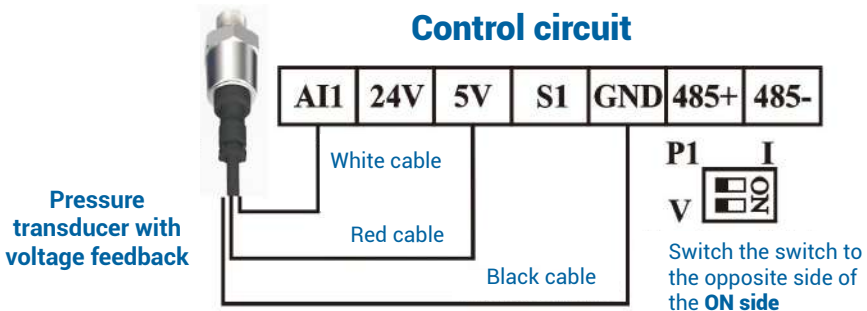 Control circuit
AI1 24V 5V S1 GND 485+ 485-
White cable
P1 I
ON
V
Pressure
transducer with
voltage feedback
Red cable
Black cable
Switch the switch to
the opposite side of
the ON side